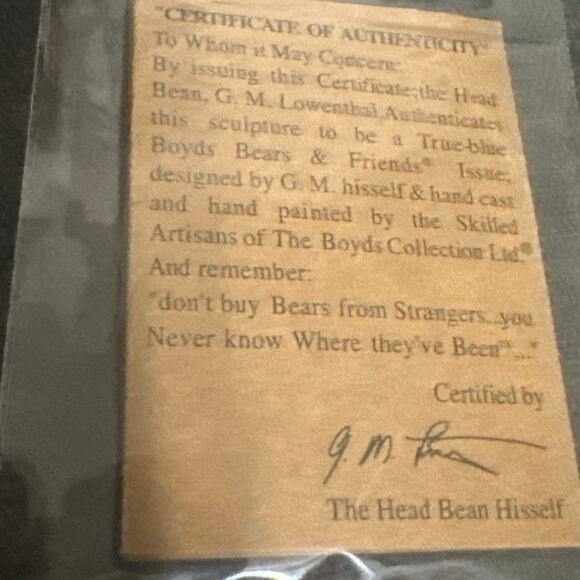 "CERTIFICATE OF AUTHENTICITY"
To Whom it May Concern:
By issuing this Certificate;the Head
Bean, G. M. Lowenthal Authenticates
this sculpture to be a True-blue
Boyds Bears & Friends® Issue;
designed by G. M. hisself & hand cast
and hand painted by the Skilled
Artisans of The Boyds Collection Ltd®
And remember:
"don't buy Bears from Strangers...you
Never know Where they've Been"*..."
Certified by
G. M.
The Head Bean Hisself